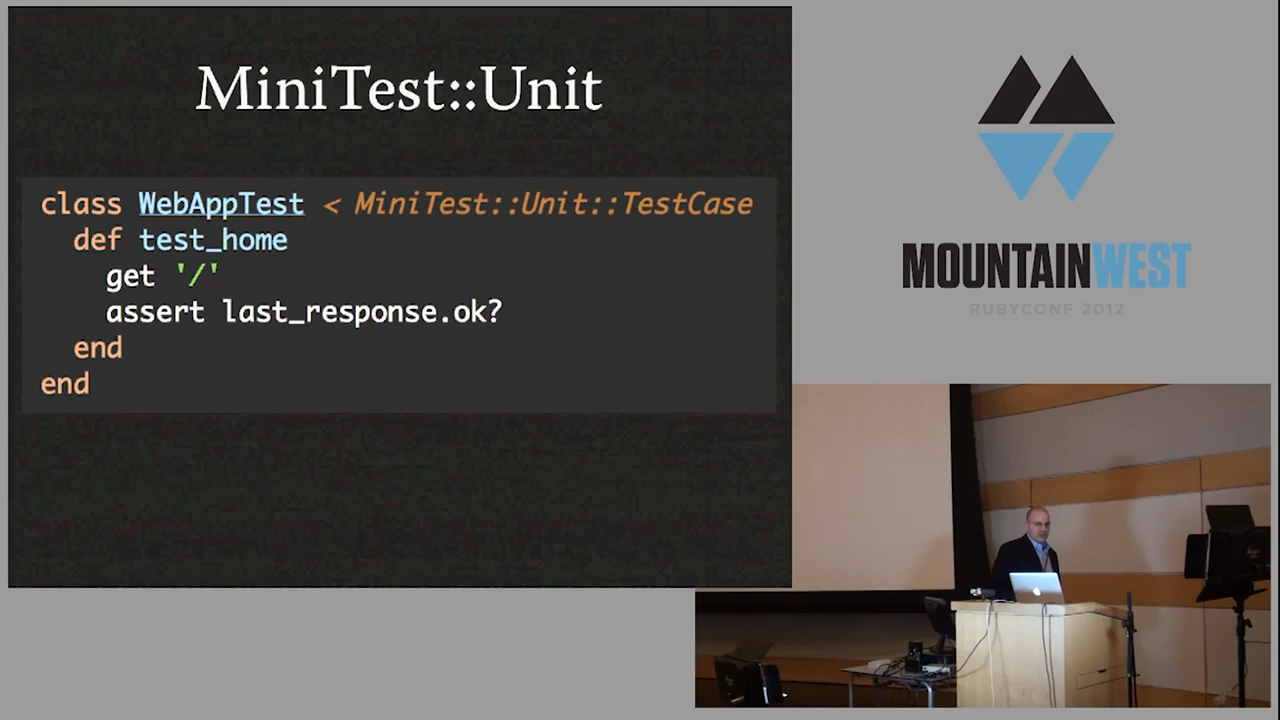 MiniTest::Unit
class WebAppTest < MiniTest::Unit::TestCase
def test_home
get '/'
assert last_response.ok?
end
end
MOUNTAINWEST
RUBYCONF 2012